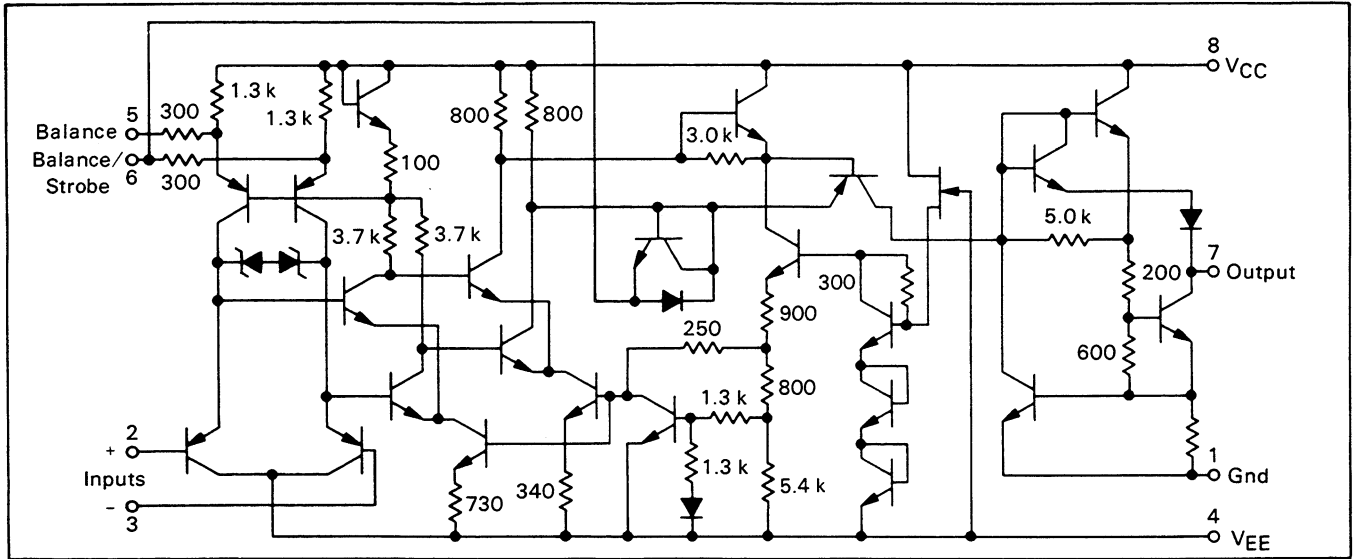 8
VCC
1.3 k
300
5
Balance
1.3 k
800
800
3.0 k
Balance/
Strobe
6
300
100
3.7 k
3.7 k
5.0 k
7
Output
200
300
900
250
600
800
1.3 k
2
+
Inputs
-
3
1.3 k
340
730
5.4 k
1
Gnd
4
VEE